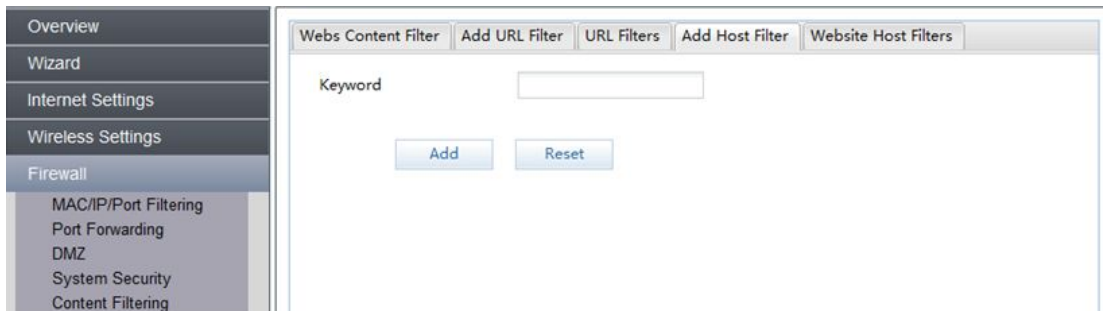 Overview
Wizard
Internet Settings
Wireless Settings
Firewall
MAC/IP/Port Filtering
Port Forwarding
DMZ
System Security
Content Filtering
Webs Content Filter Add URL Filter URL Filters Add Host Filter Website Host Filters
Keyword
Add Reset